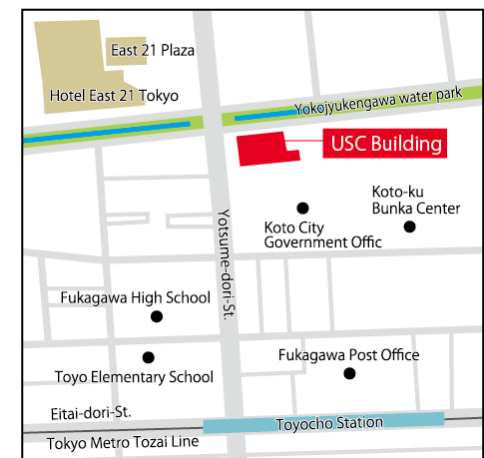 East 21 Plaza
Hotel East 21 Tokyo
Yokojyukengawa water park
USC Building
Koto-ku
Bunka Center
Koto City
Government Offic
Yotsume-dori-St.
Fukagawa High School
Fukagawa Post Office
Toyo Elementary School
Eitai-dori-St.
Toyocho Station
Tokyo Metro Tozai Line